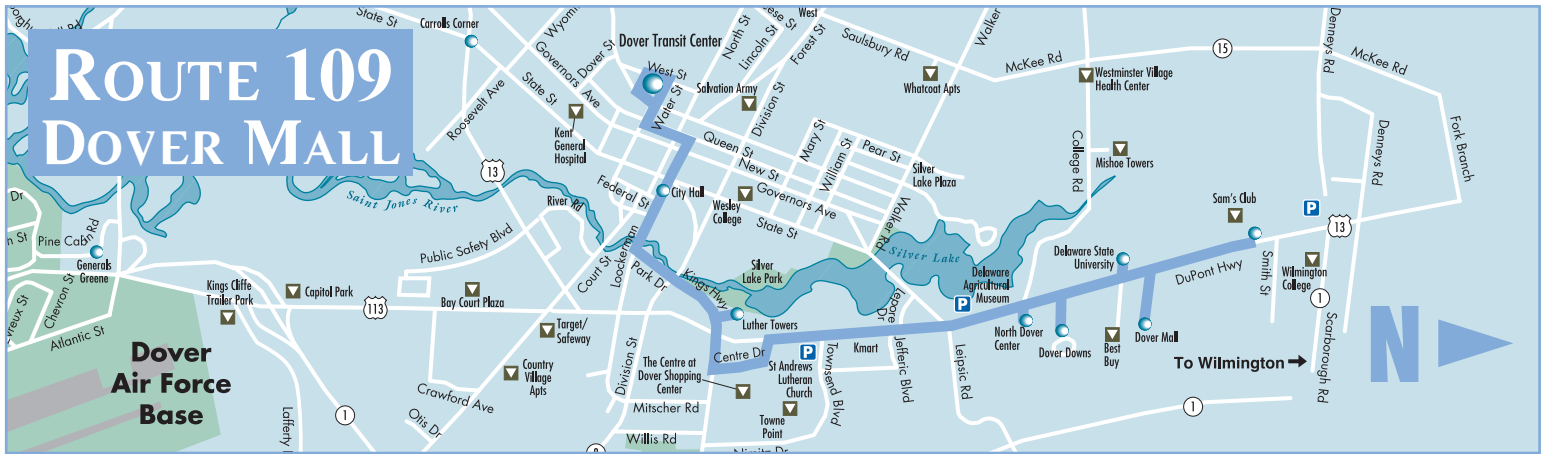 ROUTE 109
DOVER MALL
State St
Carrolls Corner
Governors Ave
Dover St
State St
Roosevelt Ave
Kent
General
Hospital
13
Dover Transit Center
West St
Water St
North St
Lincoln St
Forest St
West
Salvation Army
Division St
Saulsbury Rd
Walker
Whatcoat Apts
McKee Rd
15
Westminster Village
Health Center
Denneys Rd
McKee Rd
Fork Branch
Denneys Rd
College Rd
Mishoe Towers
Queen St
New St
Governors Ave
State St
Mary St
William St
Pear St
Silver
Lake Plaza
Walker Rd
City Hall
Wesley
College
Federal St
Saint Jones River
River Rd
Public Safety Blvd
Court St
Loockerman
Park Dr
Kings Hwy
Silver
Lake Park
Silver Lake
Luther Towers
Dr
n St
Pine Cabin Rd
Generals
Greene
Chevron St
Atlantic St
Kings Cliffe
Trailer Park
Capitol Park
113
Bay Court Plaza
Target/
Safeway
Country
Village
Apts
Crawford Ave
Otis Dr
Lafferty
1
Dover
Air Force
Base
Division St
The Centre at
Dover Shopping
Center
Mitscher Rd
Willis Rd
Nimitz Dr
Centre Dr
P
St Andrews
Lutheran
Church
Towne
Point
Townsend Blvd
Kmart
Lepore Dr
Jefferic Blvd
Leipsic Rd
Delaware
Agricultural
Museum
P
North Dover
Center
Dover Downs
Best
Buy
Dover Mall
Delaware State
University
DuPont Hwy
Sam's Club
P
13
Smith St
Wilmington
College
1
Scarborough Rd
To Wilmington
1
N